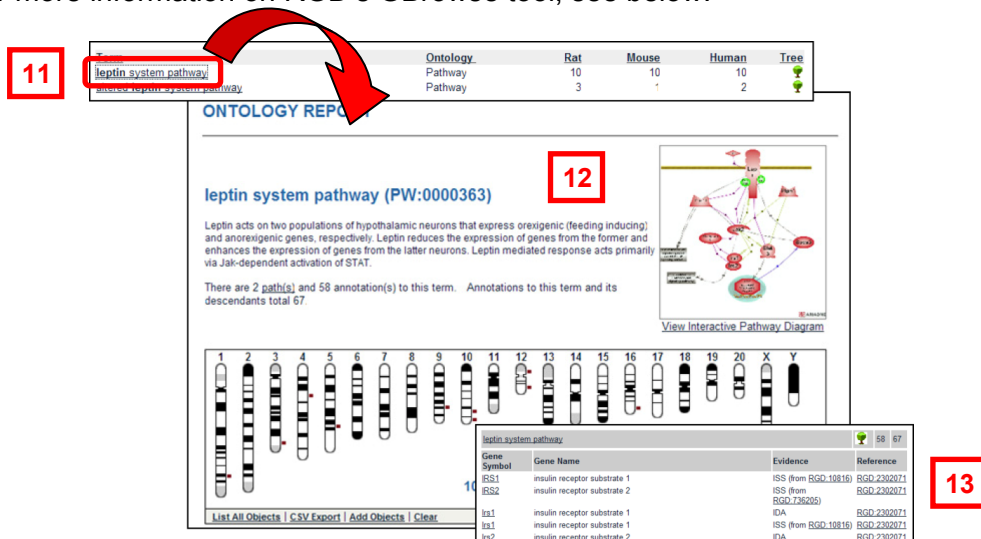 more information on RGD's GBrowse tool, see below.
11
Ontology Rat Mouse Human Tree
leptin system pathway Pathway 10 10 10
altered leptin system pathway Pathway 3 2
ONTOLOGY REPORT
12
leptin system pathway (PW:0000363)
Leptin acts on two populations of hypothalamic neurons that express orexigenic (feeding inducing)
and anorexigenic genes, respectively. Leptin reduces the expression of genes from the former and
enhances the expression of genes from the latter neurons. Leptin mediated response acts primarily
via Jak-dependent activation of STAT.
There are 2 path(s) and 58 annotation(s) to this term. Annotations to this term and its
descendants total 67.
View Interactive Pathway Diagram
1 2 3 4 5 6 7 8 9 10 11 12 13 14 15 16 17 18 19 20 X Y
10
List All Objects | CSV Export | Add Objects | Clear
13
leptin system pathway 58 67
Gene Symbol Gene Name Evidence Reference
IRS1 insulin receptor substrate 1 ISS (from RGD:10816) RGD:2302071
IRS2 insulin receptor substrate 2 ISS (from RGD:736205) RGD:2302071
Irs1 insulin receptor substrate 1 IDA RGD:2302071
Irs1 insulin receptor substrate 1 ISS (from RGD:10816) RGD:2302071
Irs2 insulin receptor substrate 2 IDA RGD:2302071